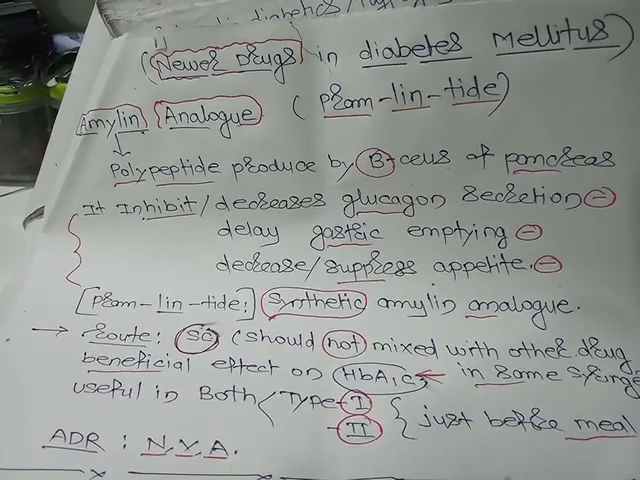 (Newer Drugs in diabetes Mellitus)
Amylin Analogue (pram-lin-tide)
Polypeptide produce by B-cells of pancreas
It Inhibit/decreases glucagon secretion ⊖
delay gastric emptying ⊖
decrease/suppress appetite. ⊖
[pram-lin-tide:] Synthetic amylin analogue.
→ Route: SC (should not mixed with other drug
beneficial effect on HbA1c, ← in same syringe
useful in Both < Type-I
-II { just before meal
ADR : N.V.A.